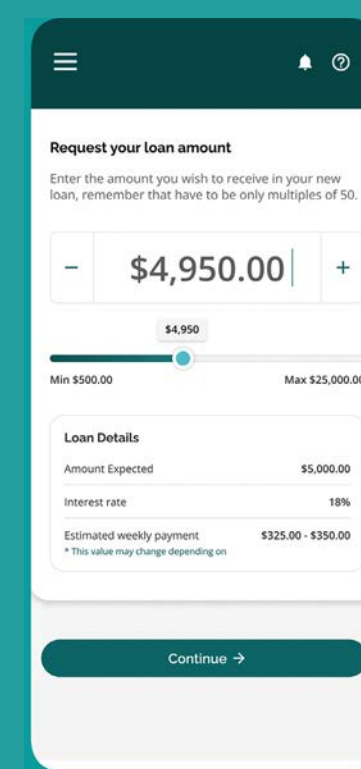 Request your loan amount
Enter the amount you wish to receive in your new
loan, remember that have to be only multiples of 50.
− $4,950.00 +
$4,950
Min $500.00 Max $25,000.00
Loan Details
Amount Expected $5,000.00
Interest rate 18%
Estimated weekly payment $325.00 - $350.00
* This value may change depending on
Continue →